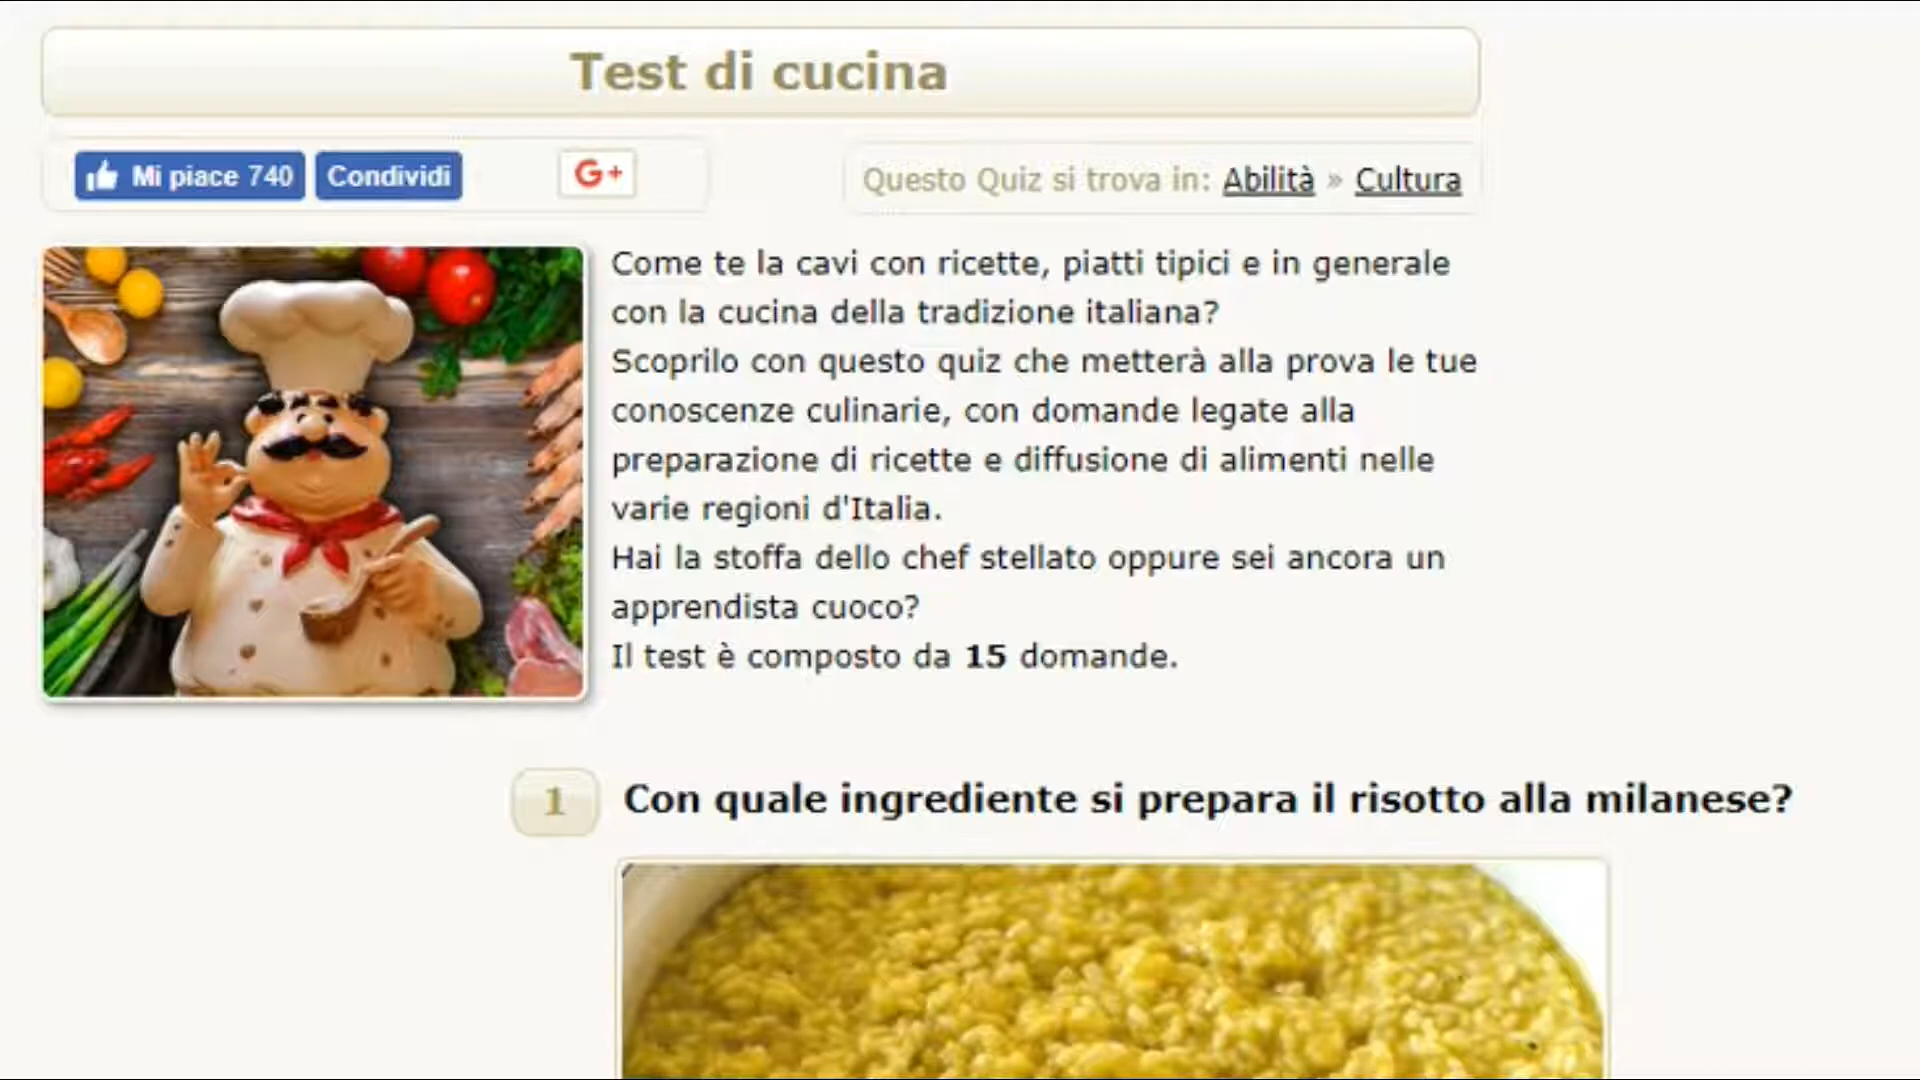 Test di cucina
Mi piace 740 Condividi G+
Questo Quiz si trova in: Abilità » Cultura
Come te la cavi con ricette, piatti tipici e in generale
con la cucina della tradizione italiana?
Scoprilo con questo quiz che metterà alla prova le tue
conoscenze culinarie, con domande legate alla
preparazione di ricette e diffusione di alimenti nelle
varie regioni d'Italia.
Hai la stoffa dello chef stellato oppure sei ancora un
apprendista cuoco?
Il test è composto da 15 domande.
1 Con quale ingrediente si prepara il risotto alla milanese?